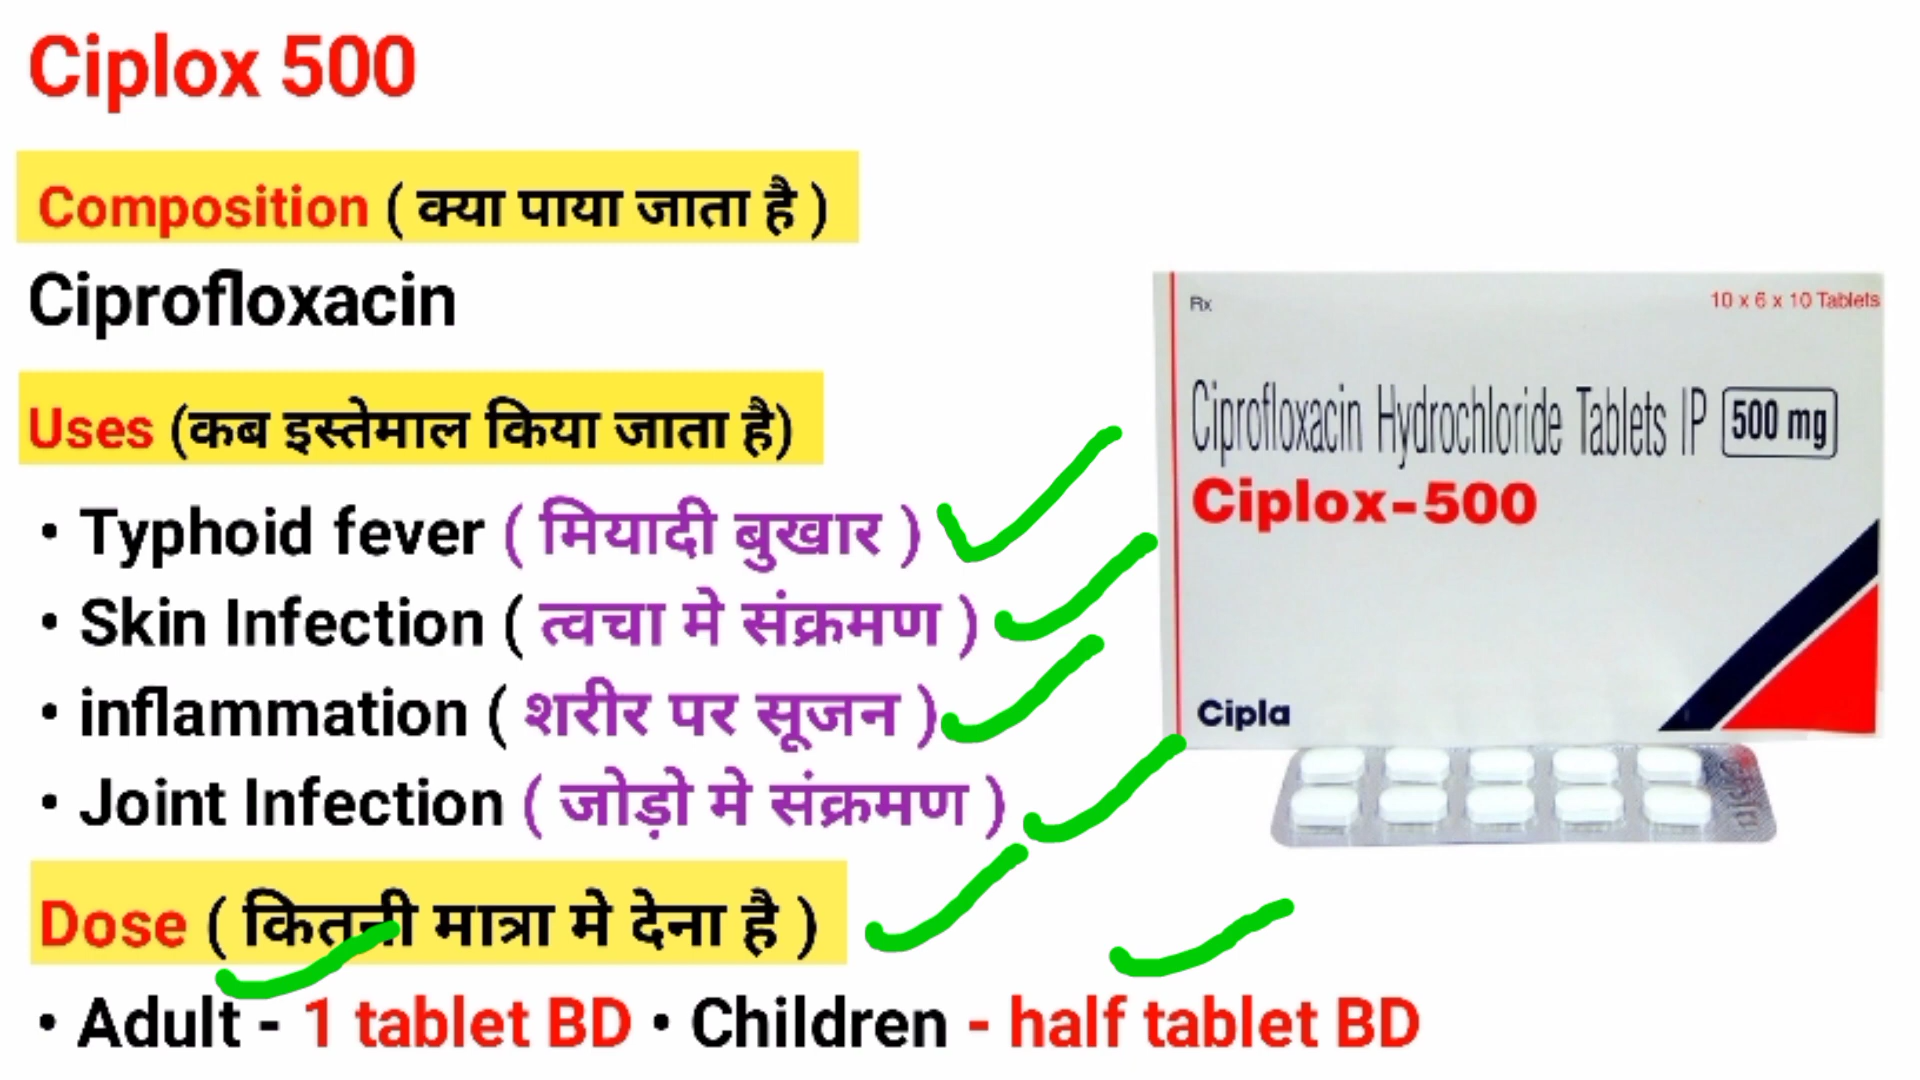 Ciplox 500
Composition ( क्या पाया जाता है )
Ciprofloxacin
Uses (कब इस्तेमाल किया जाता है)
• Typhoid fever ( मियादी बुखार )
• Skin Infection ( त्वचा मे संक्रमण )
• inflammation ( शरीर पर सूजन )
• Joint Infection ( जोड़ो मे संक्रमण )
Dose ( कितनी मात्रा मे देना है )
• Adult - 1 tablet BD • Children - half tablet BD
Rx
10 x 6 x 10 Tablets
Ciprofloxacin Hydrochloride Tablets IP 500 mg
Ciplox-500
Cipla